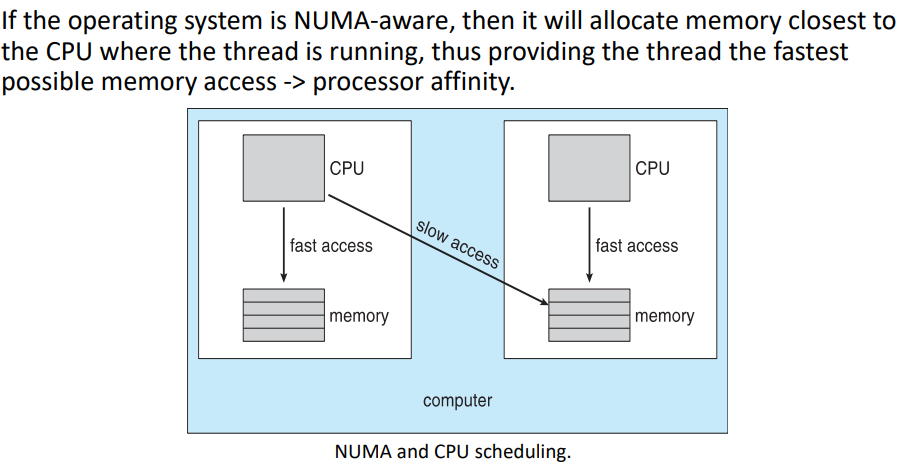 If the operating system is NUMA-aware, then it will allocate memory closest to
the CPU where the thread is running, thus providing the thread the fastest
possible memory access -> processor affinity.
CPU
CPU
slow access
fast access
fast access
memory
memory
computer
NUMA and CPU scheduling.